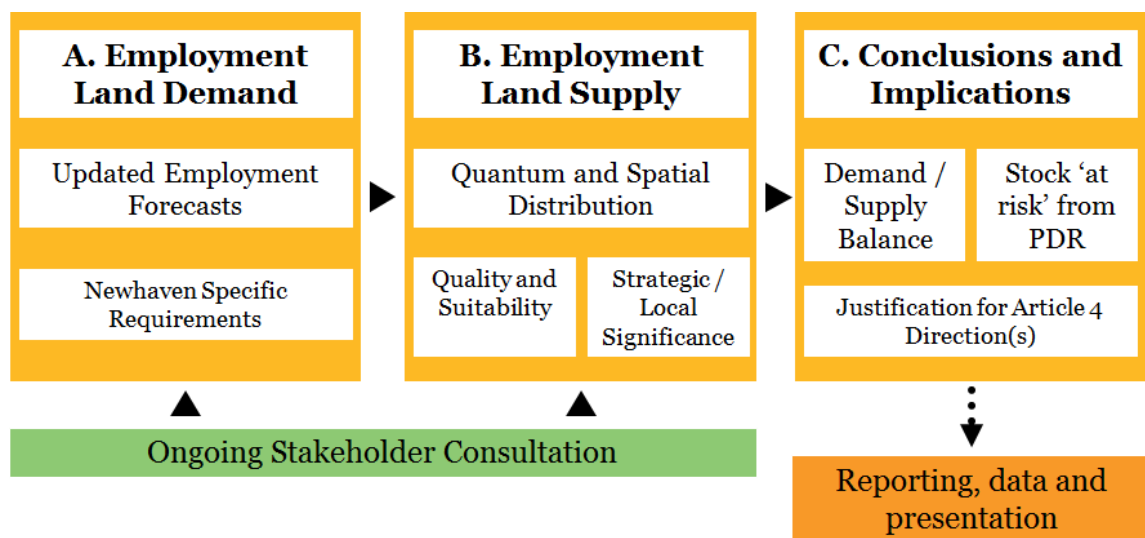 A. Employment
Land Demand
Updated Employment
Forecasts
Newhaven Specific
Requirements
B. Employment
Land Supply
Quantum and Spatial
Distribution
Quality and
Suitability
Strategic /
Local
Significance
C. Conclusions and
Implications
Demand /
Supply
Balance
Stock ‘at
risk’ from
PDR
Justification for Article 4
Direction(s)
Ongoing Stakeholder Consultation
Reporting, data and
presentation